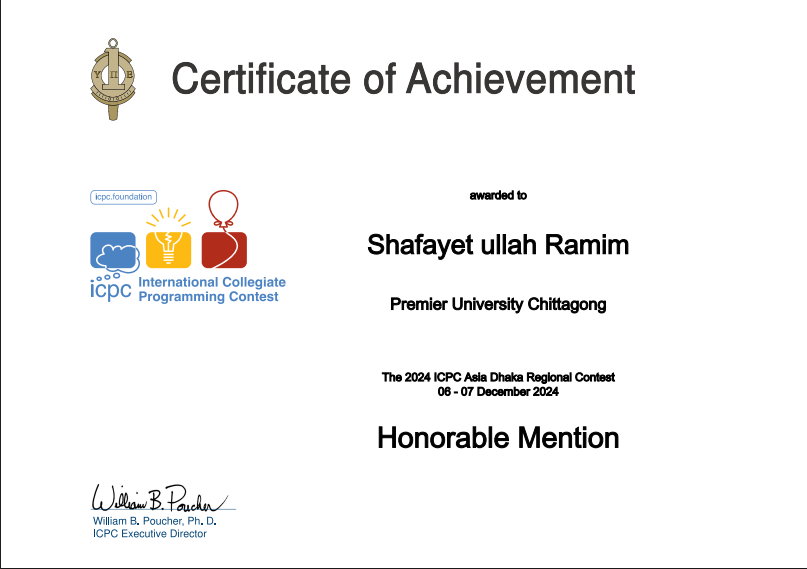 Certificate of Achievement
icpc.foundation
icpc International Collegiate
Programming Contest
awarded to
Shafayet ullah Ramim
Premier University Chittagong
The 2024 ICPC Asia Dhaka Regional Contest
06 - 07 December 2024
Honorable Mention
William B. Poucher
William B. Poucher, Ph. D.
ICPC Executive Director